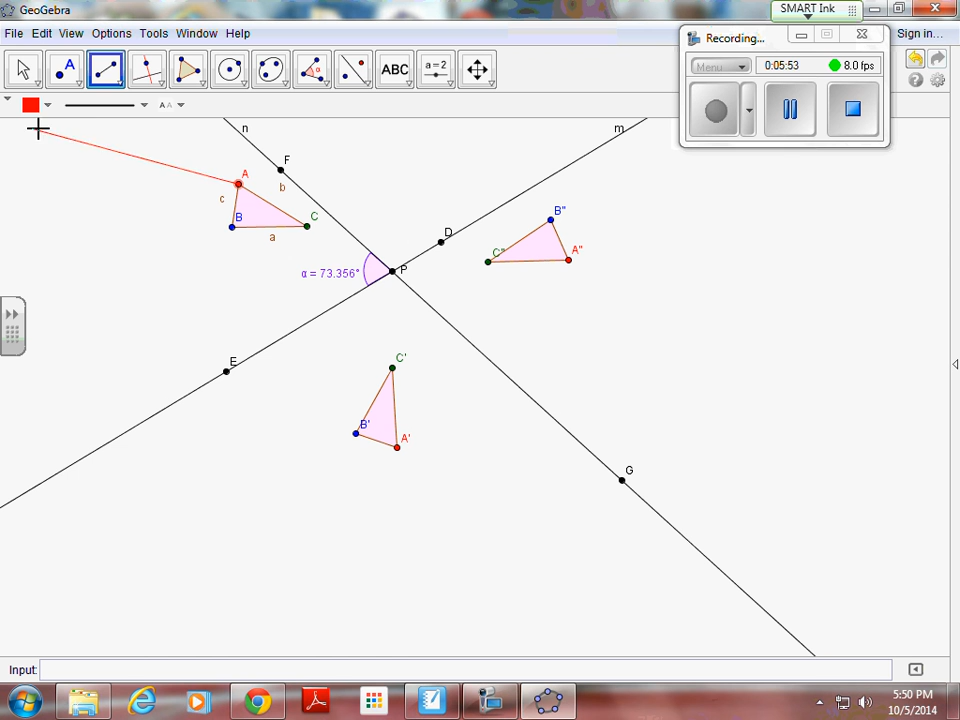 GeoGebra
SMART Ink
File Edit View Options Tools Window Help
Sign in...
Recording...
Menu
0:05:53
8.0 fps
A
α
ABC
a=2
A A
n
m
F
A
b
c
B
C
a
B"
D
C"
A"
α = 73.356°
P
E
C'
B'
A'
G
Input:
5:50 PM
10/5/2014